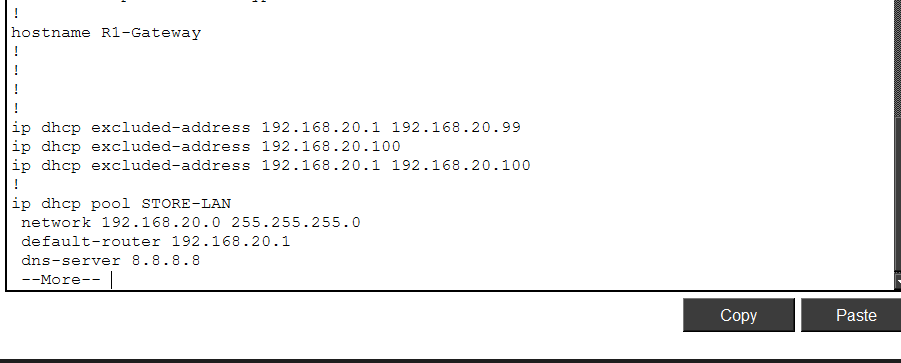 !
hostname R1-Gateway
!
!
!
!
ip dhcp excluded-address 192.168.20.1 192.168.20.99
ip dhcp excluded-address 192.168.20.100
ip dhcp excluded-address 192.168.20.1 192.168.20.100
!
ip dhcp pool STORE-LAN
 network 192.168.20.0 255.255.255.0
 default-router 192.168.20.1
 dns-server 8.8.8.8
 --More--
Copy Paste